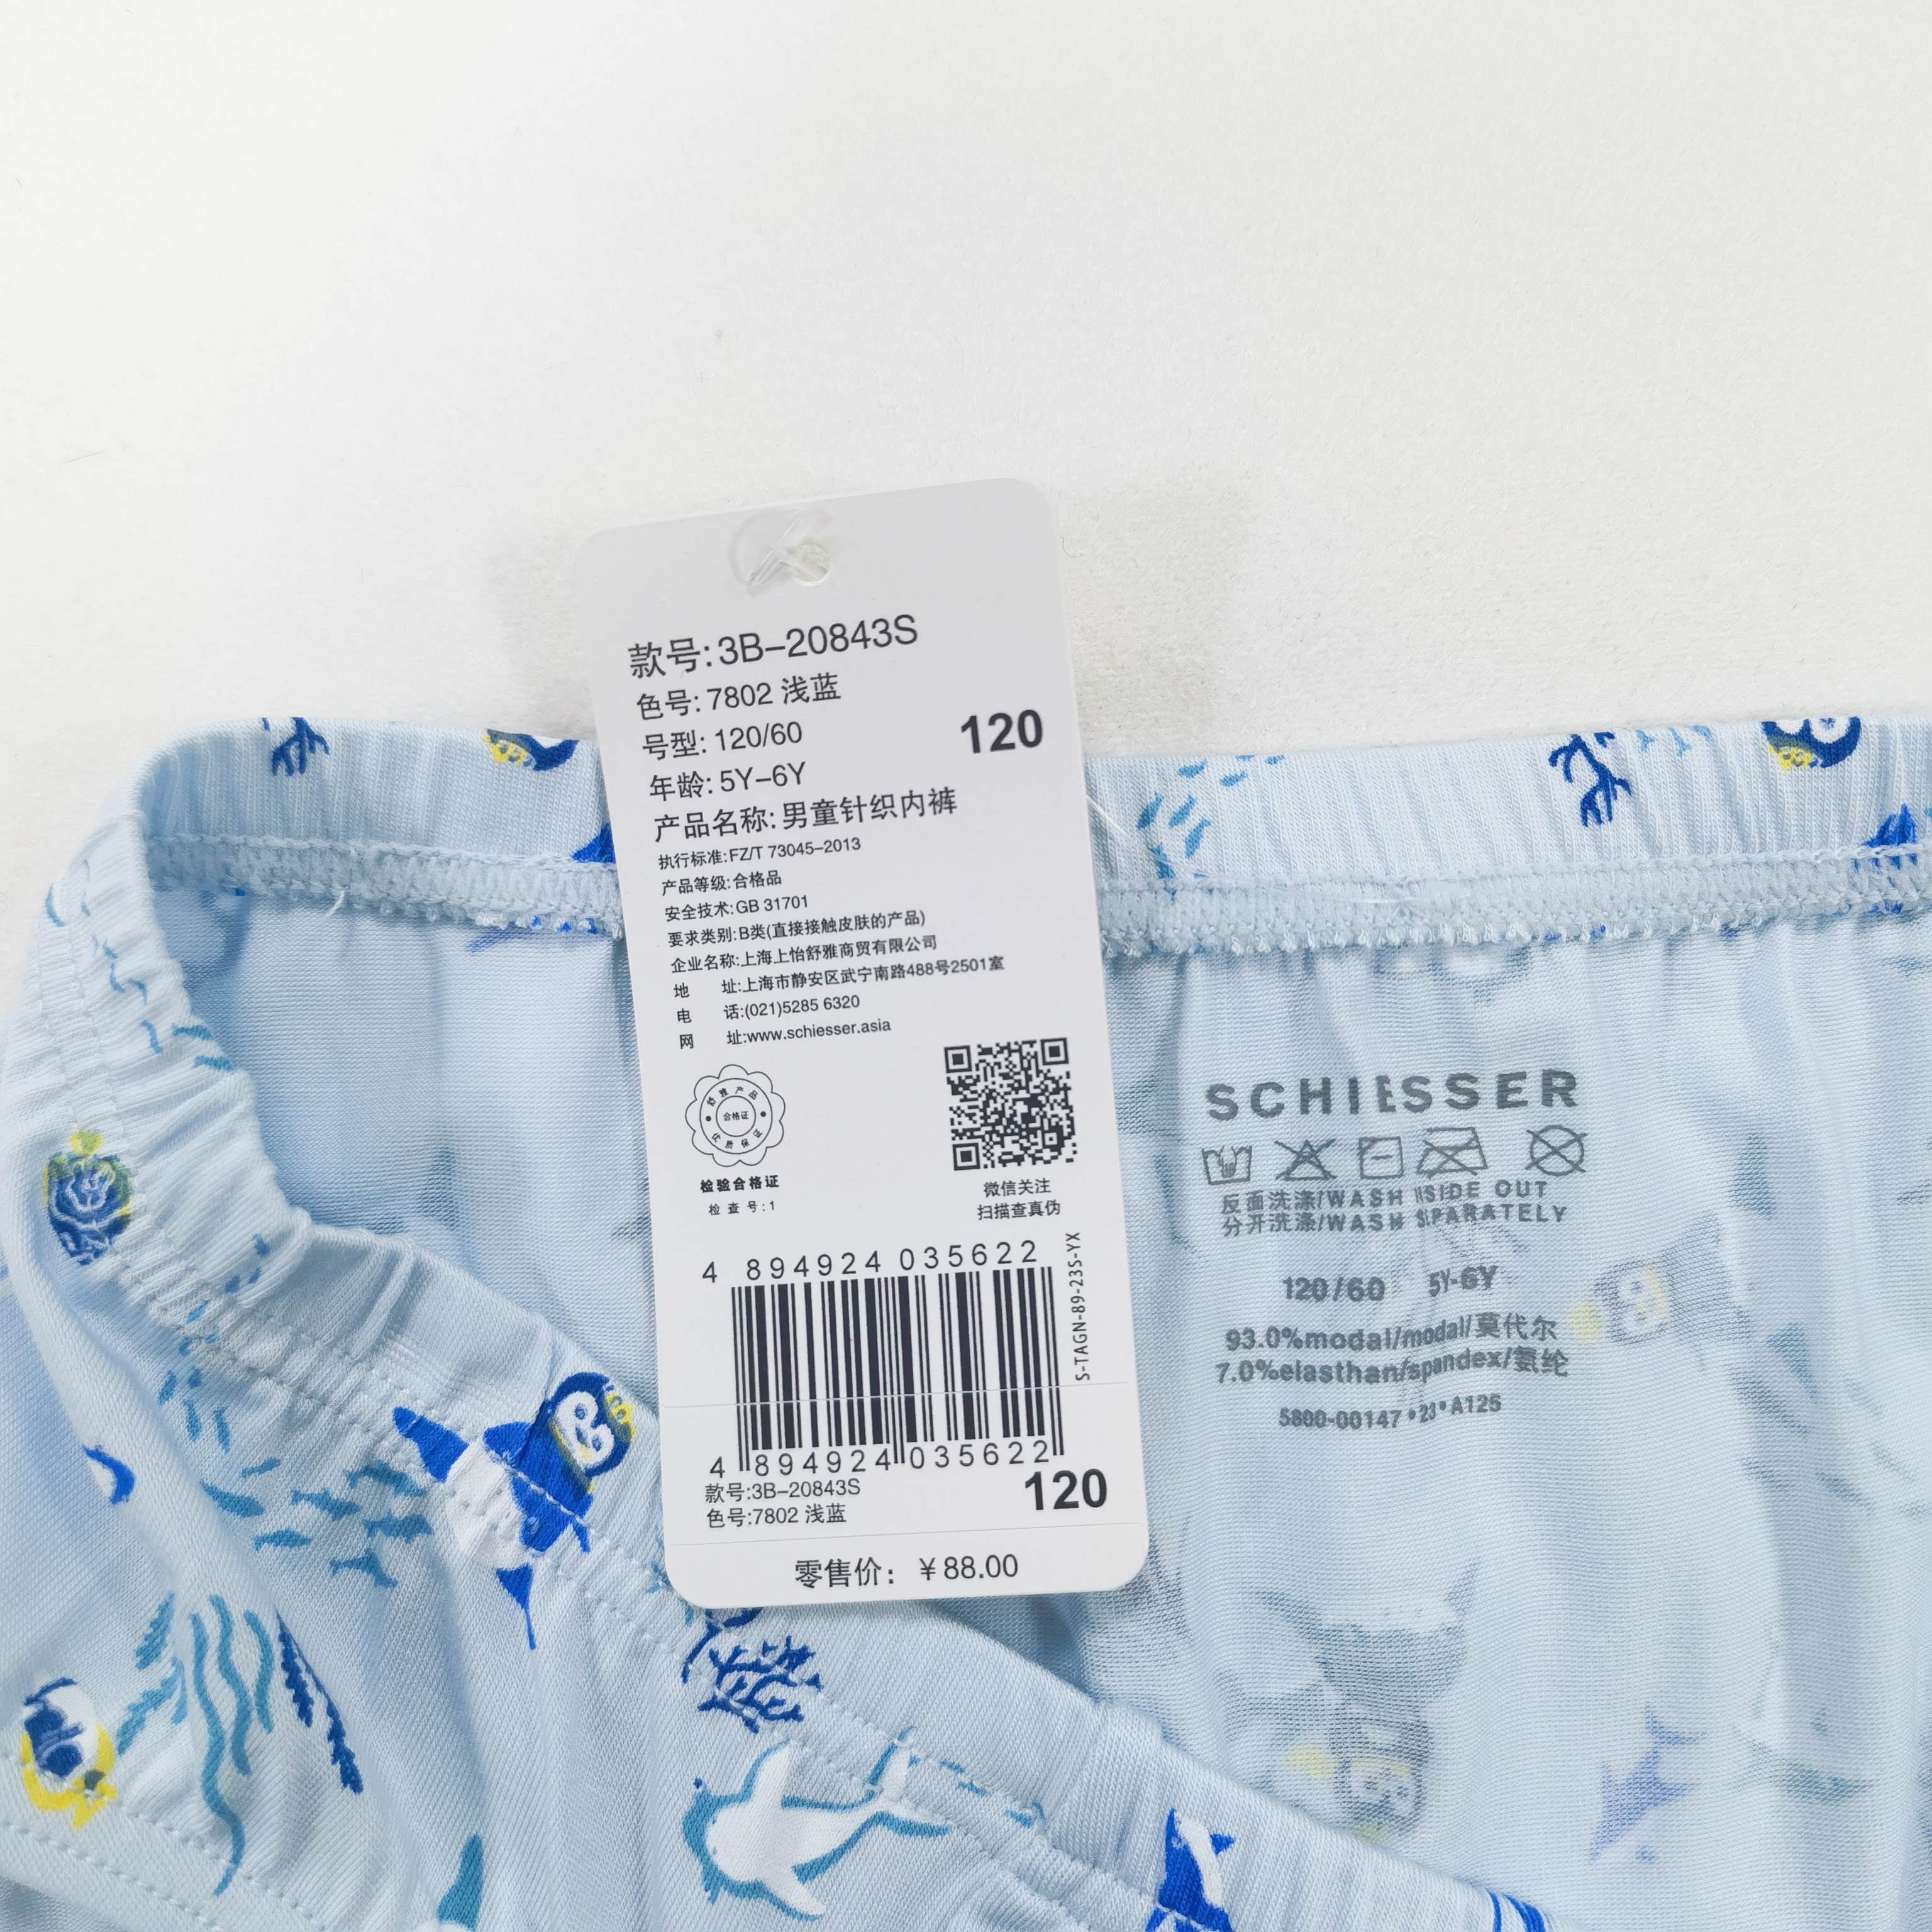 款号:3B-20843S
色号:7802 浅蓝
号型:120/60
120
年龄:5Y-6Y
产品名称:男童针织内裤
执行标准:FZ/T 73045-2013
产品等级:合格品
安全技术:GB 31701
要求类别:B类(直接接触皮肤的产品)
企业名称:上海上怡舒雅商贸有限公司
地 址:上海市静安区武宁南路488号2501室
电 话:(021)5285 6320
网 址:www.schiesser.asia
舒雅产品
合格证
优质保证
检验合格证
检查号:1
微信关注
扫描查真伪
4 894924 035622
S-TAGN-89-23S-YX
4 894924 035622
款号:3B-20843S
色号:7802 浅蓝
120
零售价：￥88.00
SCHIESSER
反面洗涤/WASH INSIDE OUT
分开洗涤/WASH SEPARATELY
120/60 5Y-6Y
93.0%modal/modal/莫代尔
7.0%elasthan/spandex/氨纶
5800-00147•23•A12S